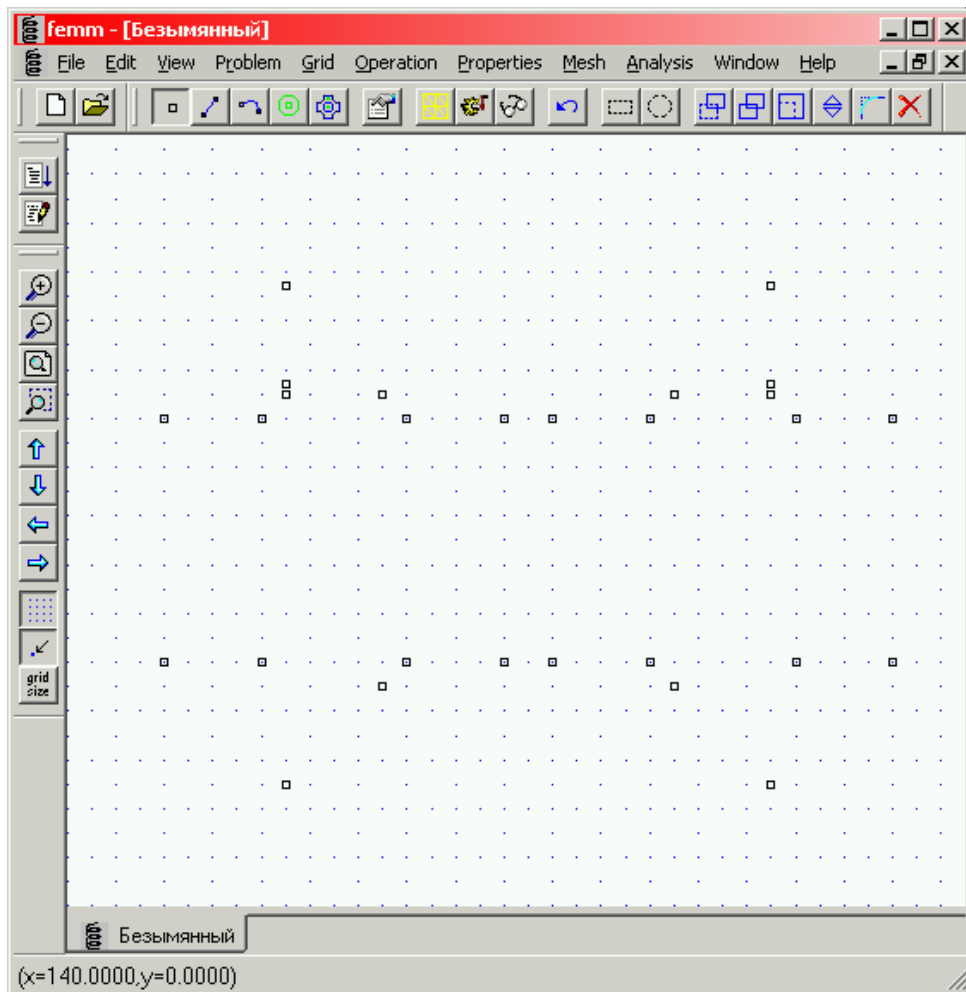 femm - [Безымянный]
File Edit View Problem Grid Operation Properties Mesh Analysis Window Help
grid
size
Безымянный
(x=140.0000,y=0.0000)